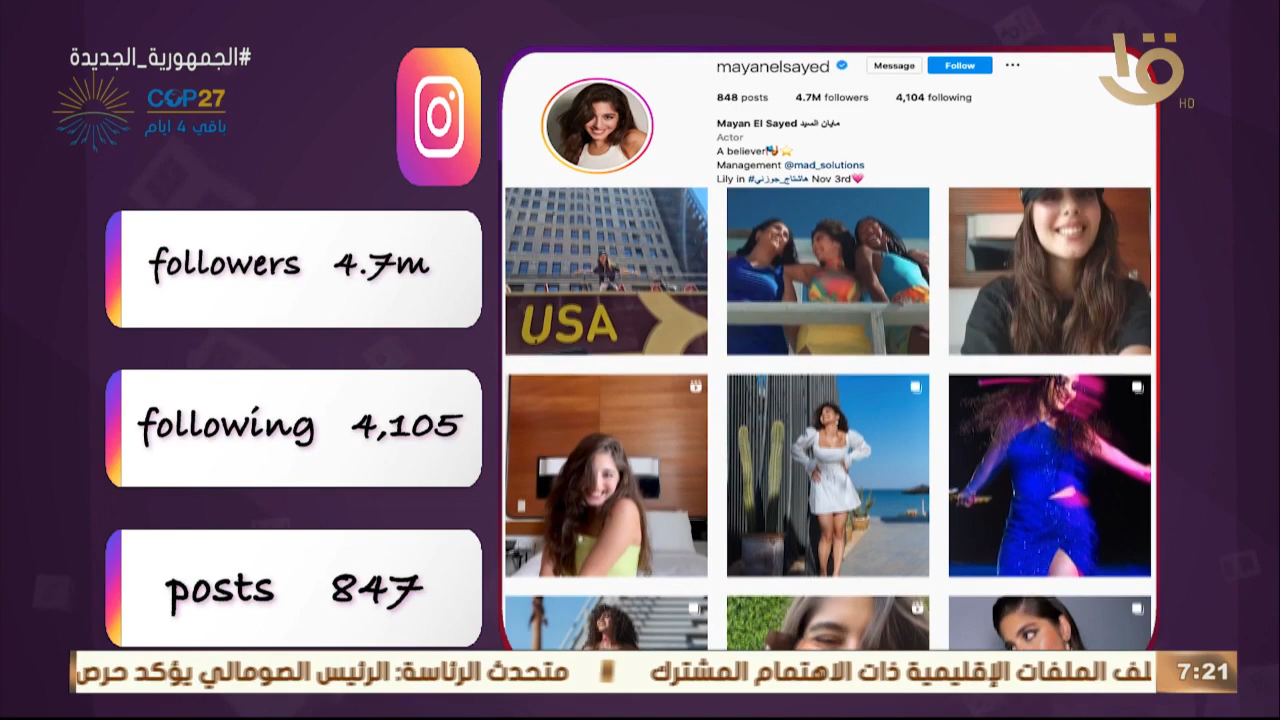 #الجمهورية_الجديدة
COP27
باقي 4 ايام
followers 4.7m
following 4,105
posts 847
mayanelsayed Message Follow ...
848 posts 4.7M followers 4,104 following
Mayan El Sayed مايان السيد
Actor
A believer
Management @mad_solutions
Lily in #هاشتاج_جوزني Nov 3rd
USA
HD
لف الملفات الإقليمية ذات الاهتمام المشترك متحدث الرئاسة: الرئيس الصومالي يؤكد حرص
7:21